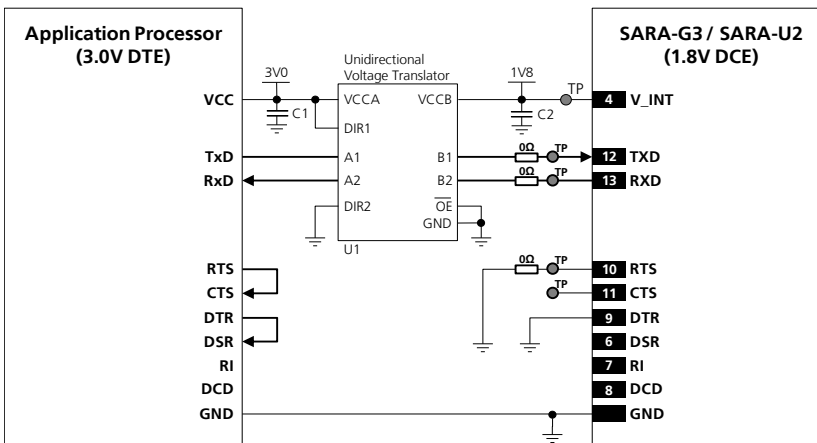 Application Processor
(3.0V DTE)
VCC
TxD
RxD
RTS
CTS
DTR
DSR
RI
DCD
GND
3V0
C1
Unidirectional
Voltage Translator
VCCA
VCCB
DIR1
A1
B1
A2
B2
DIR2
OE
GND
U1
1V8
C2
TP
0Ω
TP
0Ω
TP
0Ω
TP
TP
SARA-G3 / SARA-U2
(1.8V DCE)
4 V_INT
12 TXD
13 RXD
10 RTS
11 CTS
9 DTR
6 DSR
7 RI
8 DCD
GND